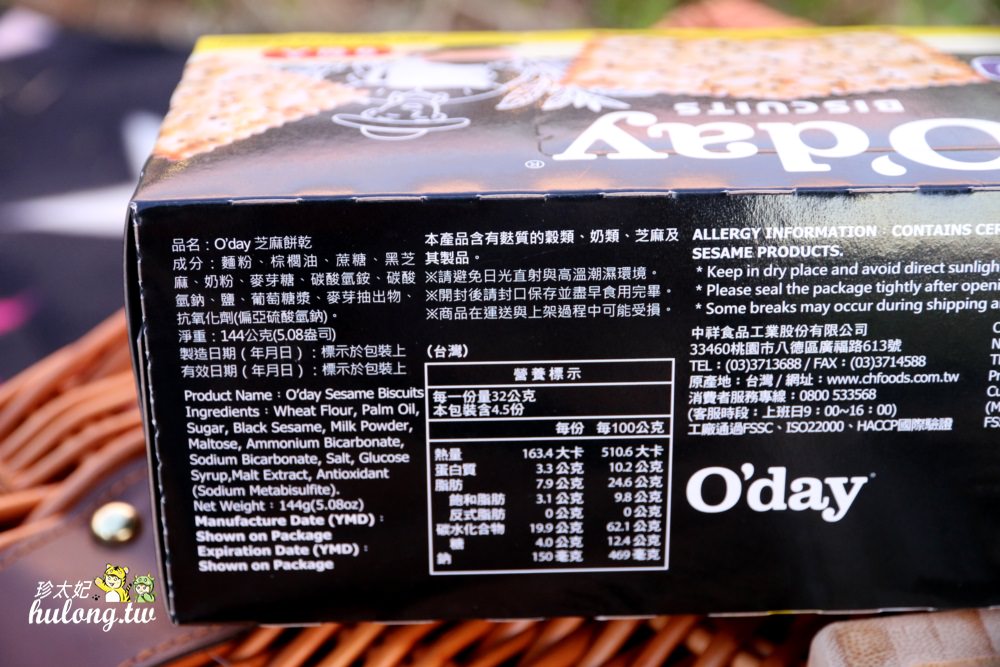 O'day
BISCUITS
®
品名：O'day 芝麻餅乾
成分：麵粉、棕櫚油、蔗糖、黑芝
麻、奶粉、麥芽糖、碳酸氫銨、碳酸
氫鈉、鹽、葡萄糖漿、麥芽抽出物、
抗氧化劑(偏亞硫酸氫鈉)。
淨重：144公克(5.08盎司)
製造日期（年月日）：標示於包裝上
有效日期（年月日）：標示於包裝上
Product Name：O'day Sesame Biscuits
Ingredients：Wheat Flour, Palm Oil,
Sugar, Black Sesame, Milk Powder,
Maltose, Ammonium Bicarbonate,
Sodium Bicarbonate, Salt, Glucose
Syrup,Malt Extract, Antioxidant
(Sodium Metabisulfite).
Net Weight：144g(5.08oz)
Manufacture Date (YMD)：
Shown on Package
Expiration Date (YMD)：
Shown on Package
本產品含有麩質的穀類、奶類、芝麻及
其製品。
※請避免日光直射與高溫潮濕環境。
※開封後請封口保存並盡早食用完畢。
※商品在運送與上架過程中可能受損。
(台灣)
營養標示
每一份量32公克
本包裝含4.5份
每份 每100公克
熱量 163.4 大卡 510.6 大卡
蛋白質 3.3 公克 10.2 公克
脂肪 7.9 公克 24.6 公克
飽和脂肪 3.1 公克 9.8 公克
反式脂肪 0 公克 0 公克
碳水化合物 19.9 公克 62.1 公克
糖 4.0 公克 12.4 公克
鈉 150 毫克 469 毫克
ALLERGY INFORMATION CONTAINS CER
SESAME PRODUCTS.
* Keep in dry place and avoid direct sunligh
* Please seal the package tightly after openi
* Some breaks may occur during shipping a
中祥食品工業股份有限公司
33460桃園市八德區廣福路613號
TEL：(03)3713688 / FAX：(03)3714588
原產地：台灣 / 網址：www.chfoods.com.tw
消費者服務專線：0800 533568
(客服時段：上班日9：00~16：00)
工廠通過FSSC、ISO22000、HACCP國際驗證
O'day
珍太妃
hulong.tw